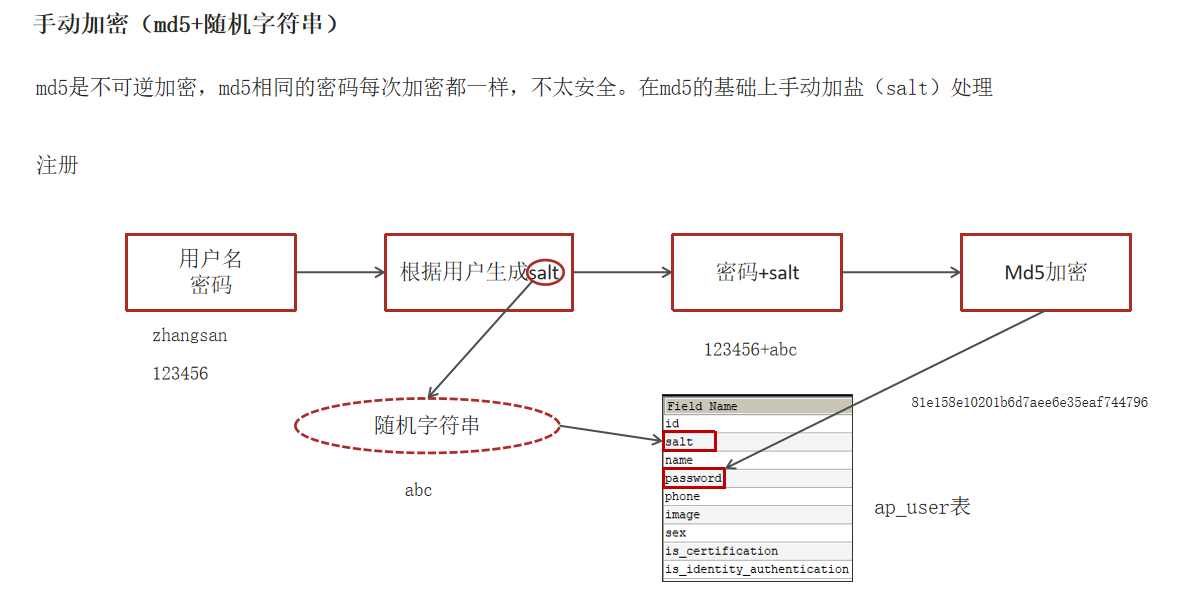 手动加密（md5+随机字符串）
md5是不可逆加密，md5相同的密码每次加密都一样，不太安全。在md5的基础上手动加盐（salt）处理
注册
用户名
密码
根据用户生成salt
密码+salt
Md5加密
zhangsan
123456
123456+abc
随机字符串
abc
81e158e10201b6d7aee6e35eaf744796
Field Name
id
salt
name
password
phone
image
sex
is_certification
is_identity_authentication
ap_user表